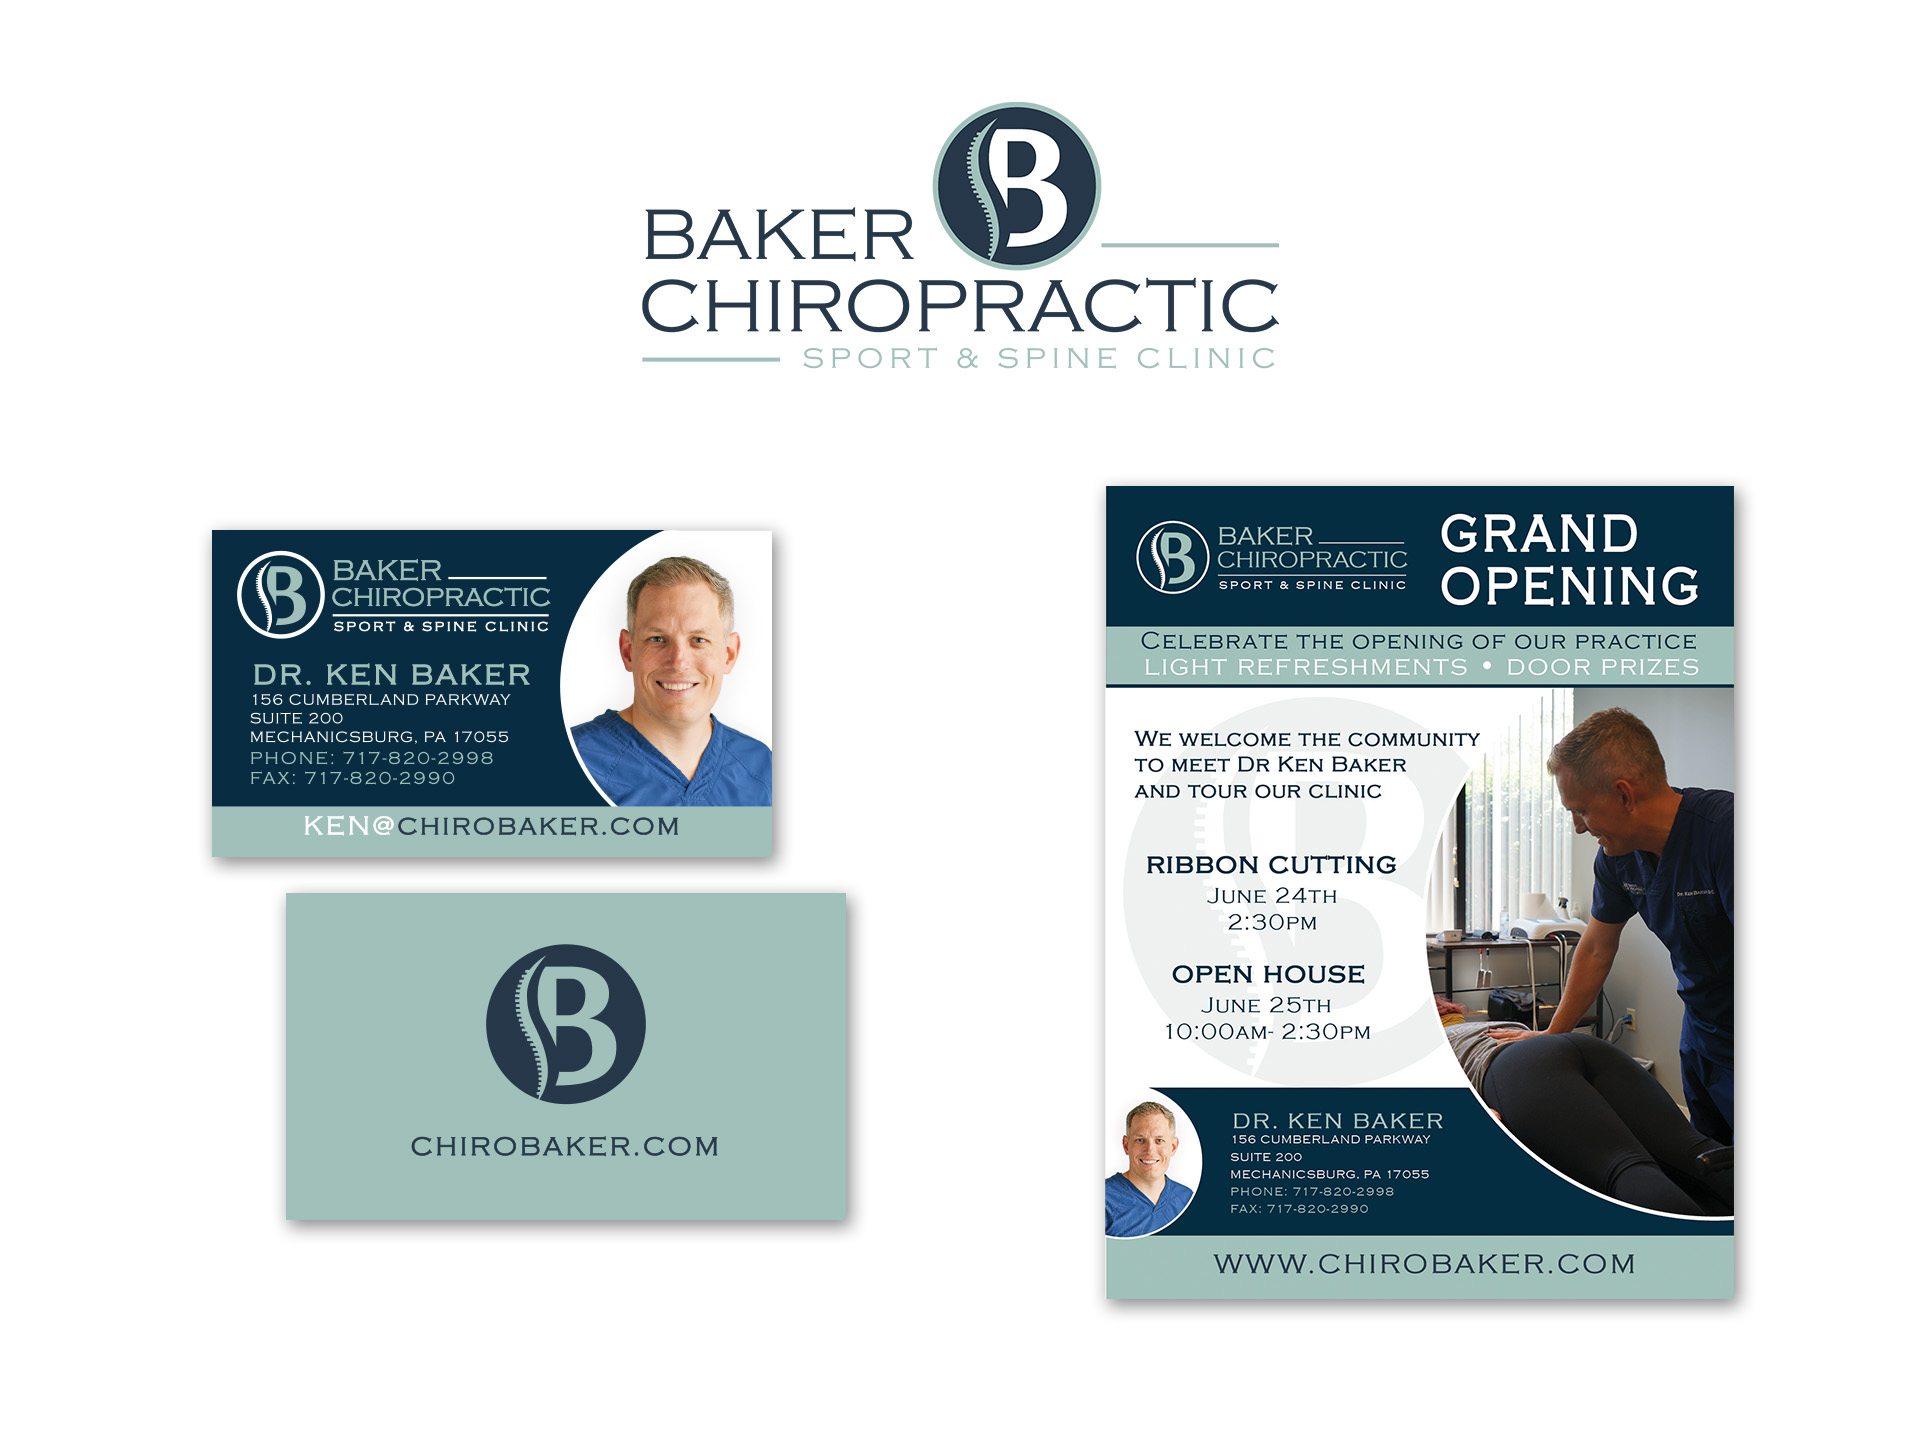 B
BAKER
CHIROPRACTIC
SPORT & SPINE CLINIC
B
BAKER
CHIROPRACTIC
SPORT & SPINE CLINIC
DR. KEN BAKER
156 CUMBERLAND PARKWAY
SUITE 200
MECHANICSBURG, PA 17055
PHONE: 717-820-2998
FAX: 717-820-2990
KEN@CHIROBAKER.COM
B
CHIROBAKER.COM
B
BAKER
CHIROPRACTIC
SPORT & SPINE CLINIC
GRAND
OPENING
CELEBRATE THE OPENING OF OUR PRACTICE
LIGHT REFRESHMENTS • DOOR PRIZES
WE WELCOME THE COMMUNITY
TO MEET DR KEN BAKER
AND TOUR OUR CLINIC
B
RIBBON CUTTING
JUNE 24TH
2:30PM
OPEN HOUSE
JUNE 25TH
10:00AM- 2:30PM
DR. KEN BAKER
156 CUMBERLAND PARKWAY
SUITE 200
MECHANICSBURG, PA 17055
PHONE: 717-820-2998
FAX: 717-820-2990
WWW.CHIROBAKER.COM